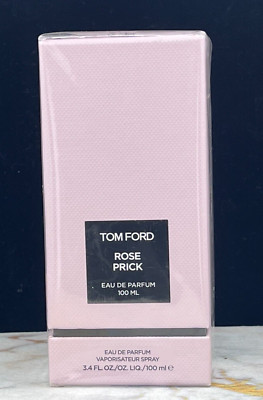 TOM FORD
ROSE
PRICK
EAU DE PARFUM
100 ML
EAU DE PARFUM
VAPORISATEUR SPRAY
3.4 FL.OZ./OZ. LIQ./100 ml ℮